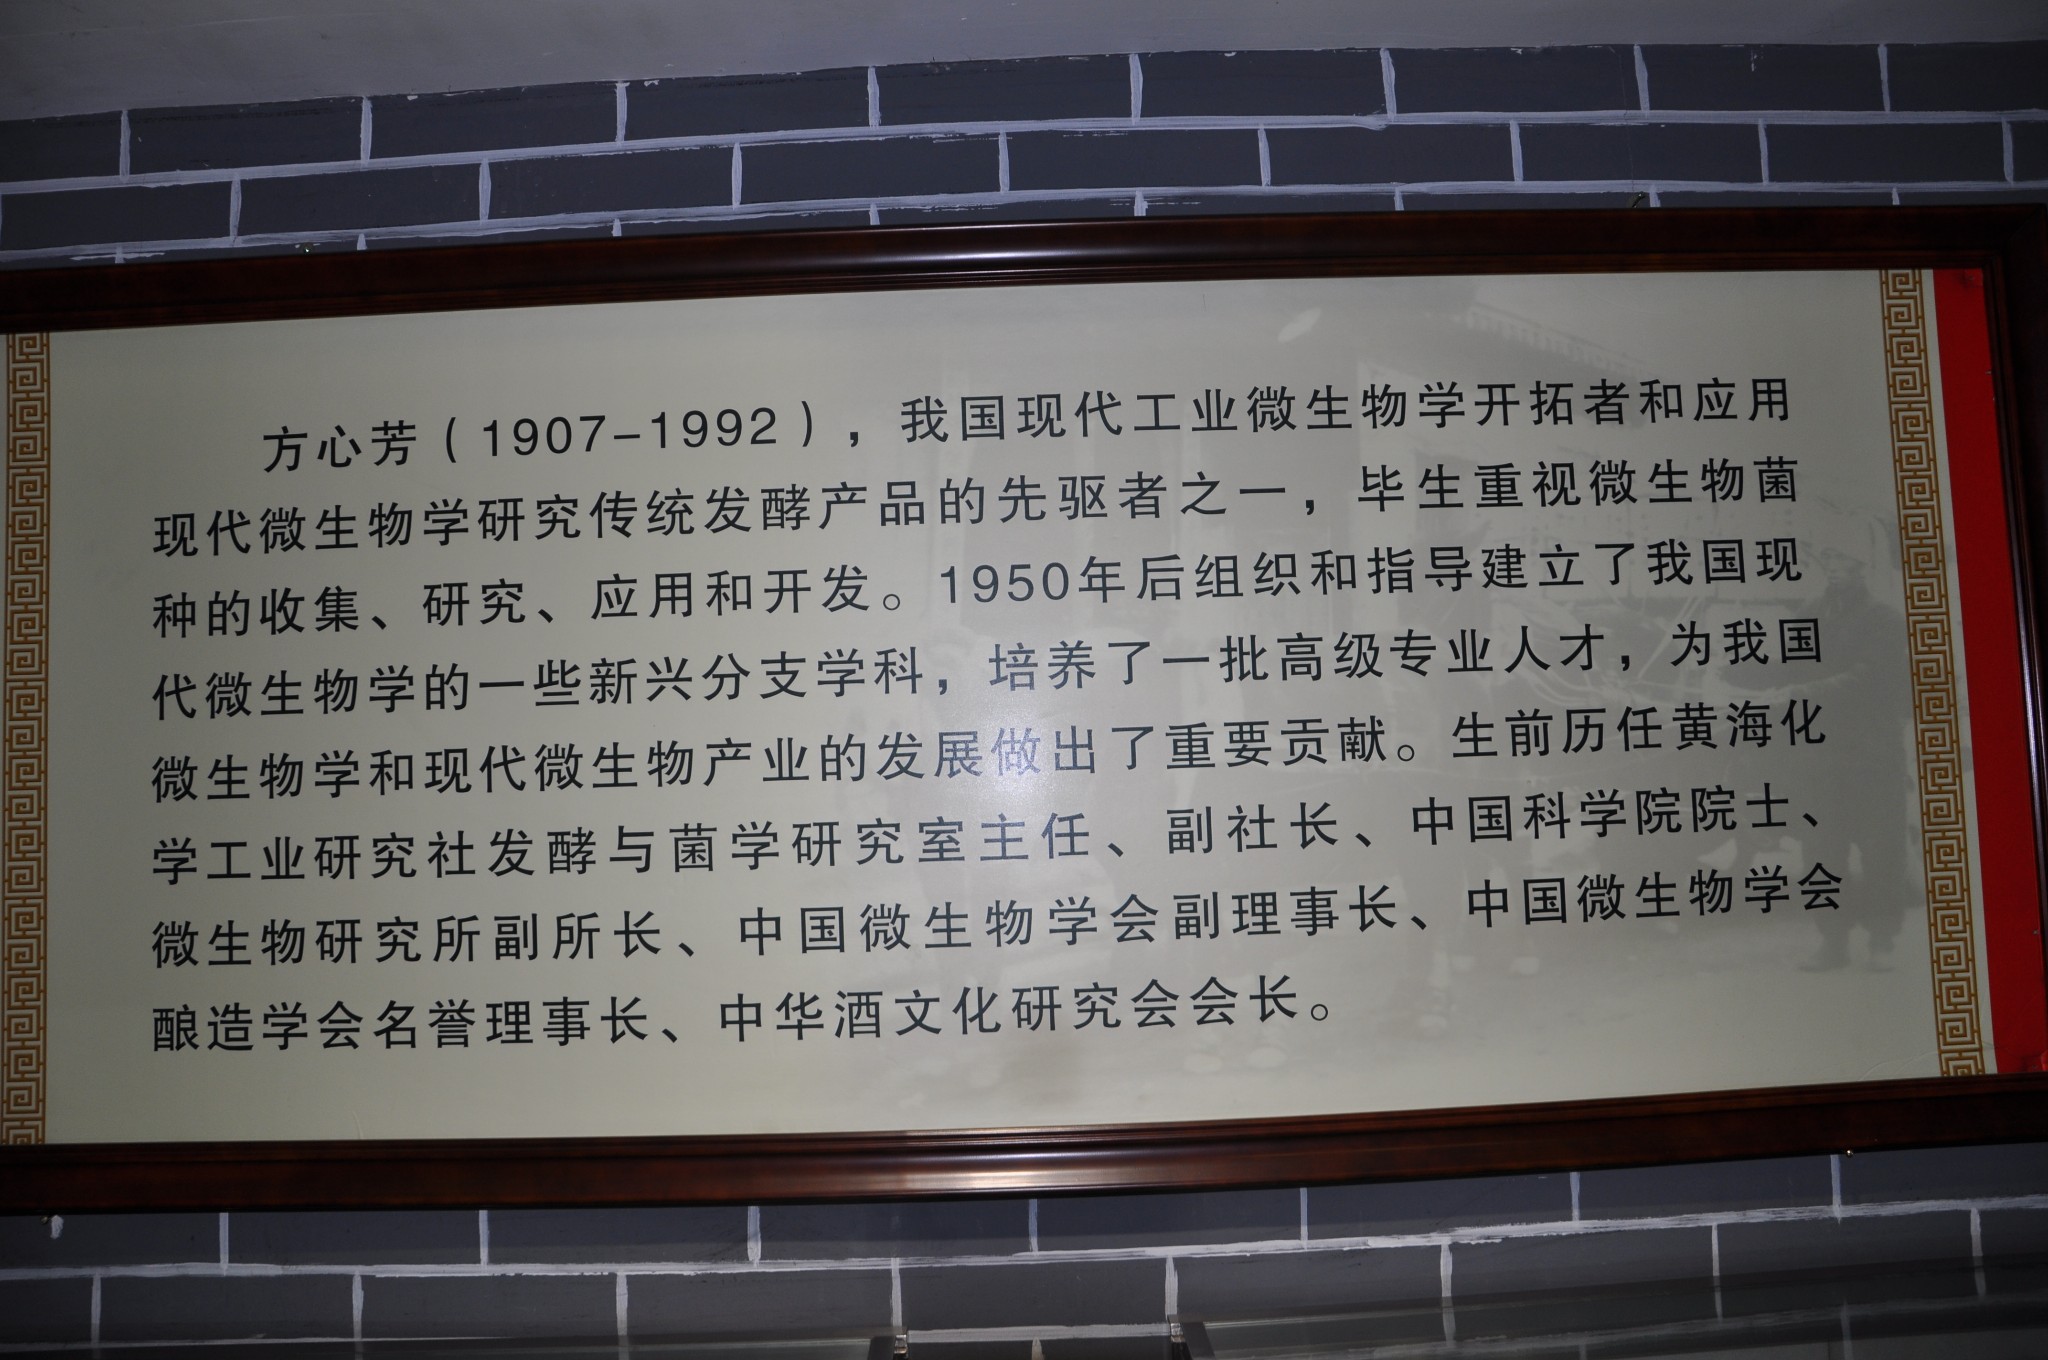 方心芳（1907-1992），我国现代工业微生物学开拓者和应用
现代微生物学研究传统发酵产品的先驱者之一，毕生重视微生物菌
种的收集、研究、应用和开发。1950年后组织和指导建立了我国现
代微生物学的一些新兴分支学科，培养了一批高级专业人才，为我国
微生物学和现代微生物产业的发展做出了重要贡献。生前历任黄海化
学工业研究社发酵与菌学研究室主任、副社长、中国科学院院士、
微生物研究所副所长、中国微生物学会副理事长、中国微生物学会
酿造学会名誉理事长、中华酒文化研究会会长。